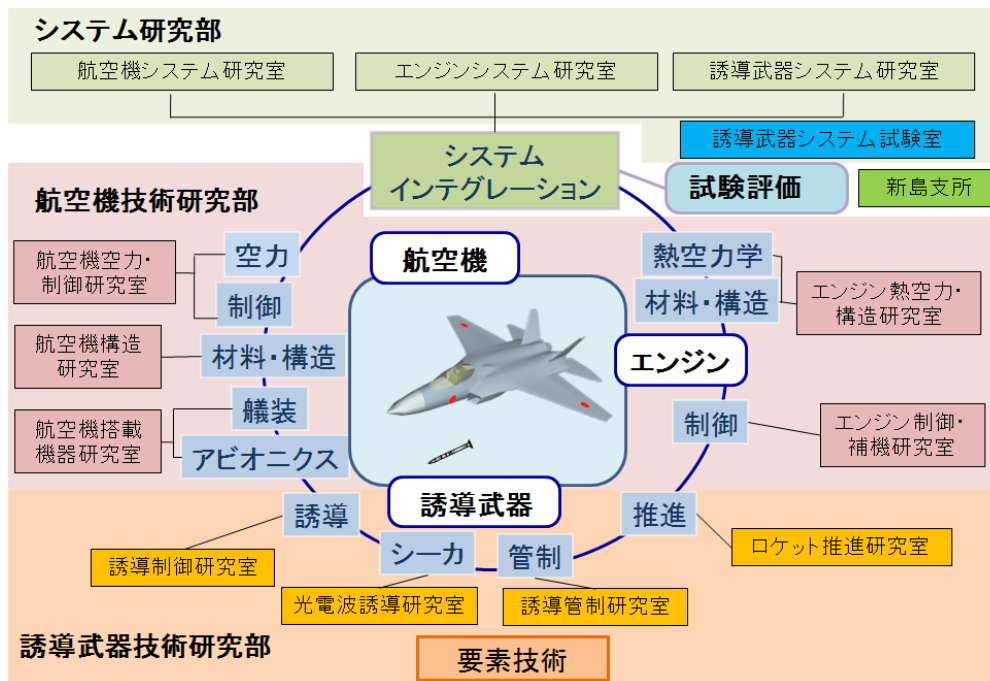 システム研究部
航空機システム研究室
エンジンシステム研究室
誘導武器システム研究室
誘導武器システム試験室
システム
インテグレーション
試験評価
新島支所
航空機技術研究部
航空機空力・
制御研究室
空力
制御
航空機
熱空力学
材料・構造
エンジン熱空力・
構造研究室
航空機構造
研究室
材料・構造
エンジン
航空機搭載
機器研究室
艤装
アビオニクス
制御
エンジン制御・
補機研究室
誘導武器
誘導
シーカ
管制
推進
誘導制御研究室
光電波誘導研究室
誘導管制研究室
ロケット推進研究室
誘導武器技術研究部
要素技術